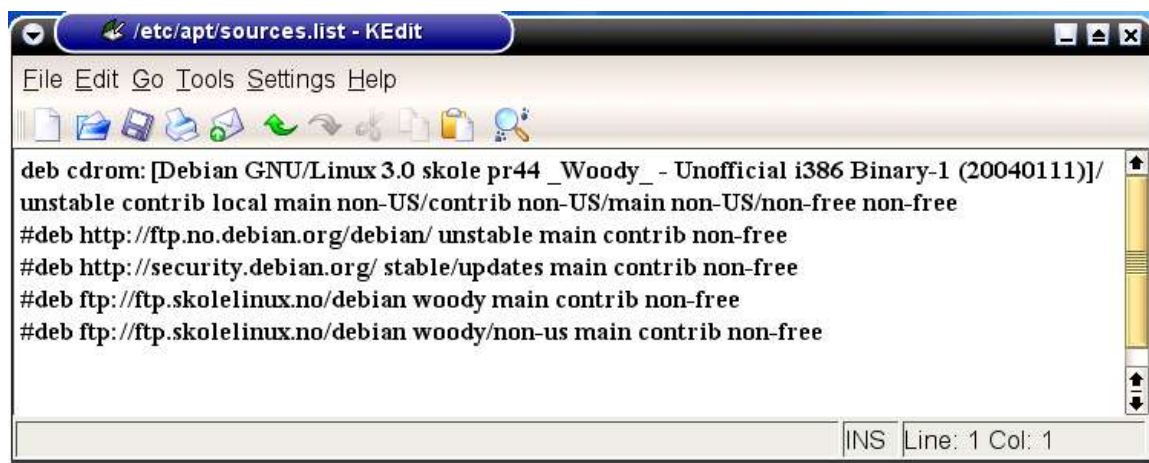 /etc/apt/sources.list - KEdit
File Edit Go Tools Settings Help
deb cdrom: [Debian GNU/Linux 3.0 skole pr44 _Woody_ - Unofficial i386 Binary-1 (20040111)]/
unstable contrib local main non-US/contrib non-US/main non-US/non-free non-free
#deb http://ftp.no.debian.org/debian/ unstable main contrib non-free
#deb http://security.debian.org/ stable/updates main contrib non-free
#deb ftp://ftp.skolelinux.no/debian woody main contrib non-free
#deb ftp://ftp.skolelinux.no/debian woody/non-us main contrib non-free
INS Line: 1 Col: 1